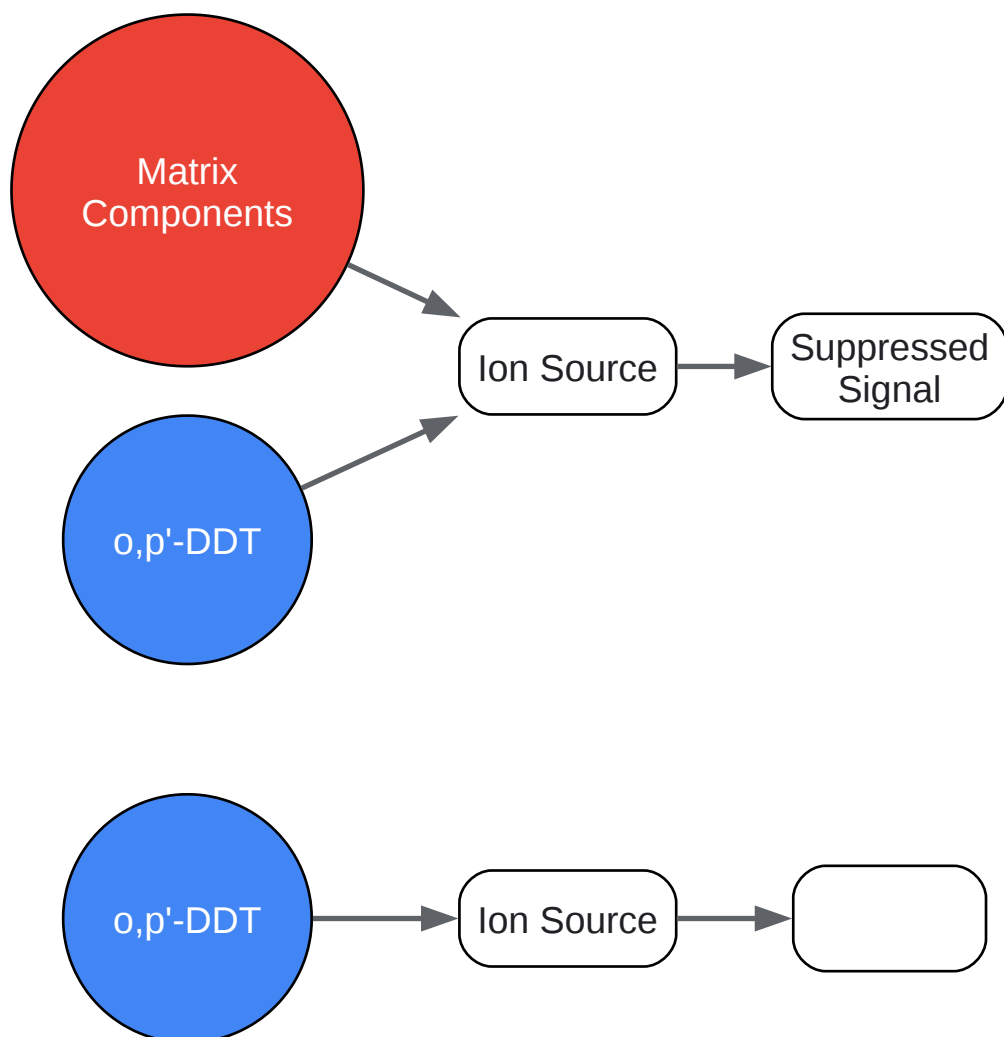 Matrix
Components
Ion Source
Suppressed
Signal
o,p'-DDT
o,p'-DDT
Ion Source